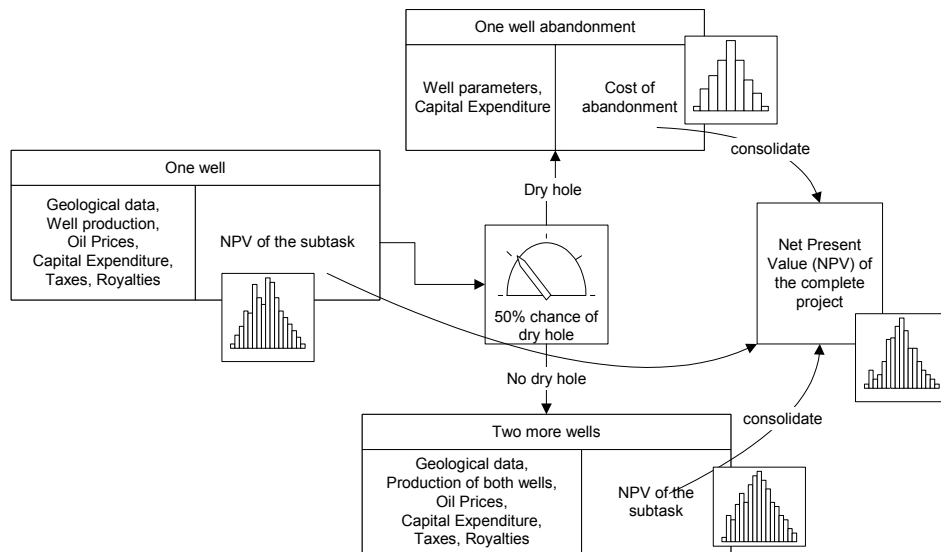 One well abandonment
Well parameters,
Capital Expenditure
Cost of
abandonment
consolidate
One well
Geological data,
Well production,
Oil Prices,
Capital Expenditure,
Taxes, Royalties
NPV of the subtask
Dry hole
50% chance of
dry hole
No dry hole
Net Present
Value (NPV) of
the complete
project
consolidate
Two more wells
Geological data,
Production of both wells,
Oil Prices,
Capital Expenditure,
Taxes, Royalties
NPV of the
subtask